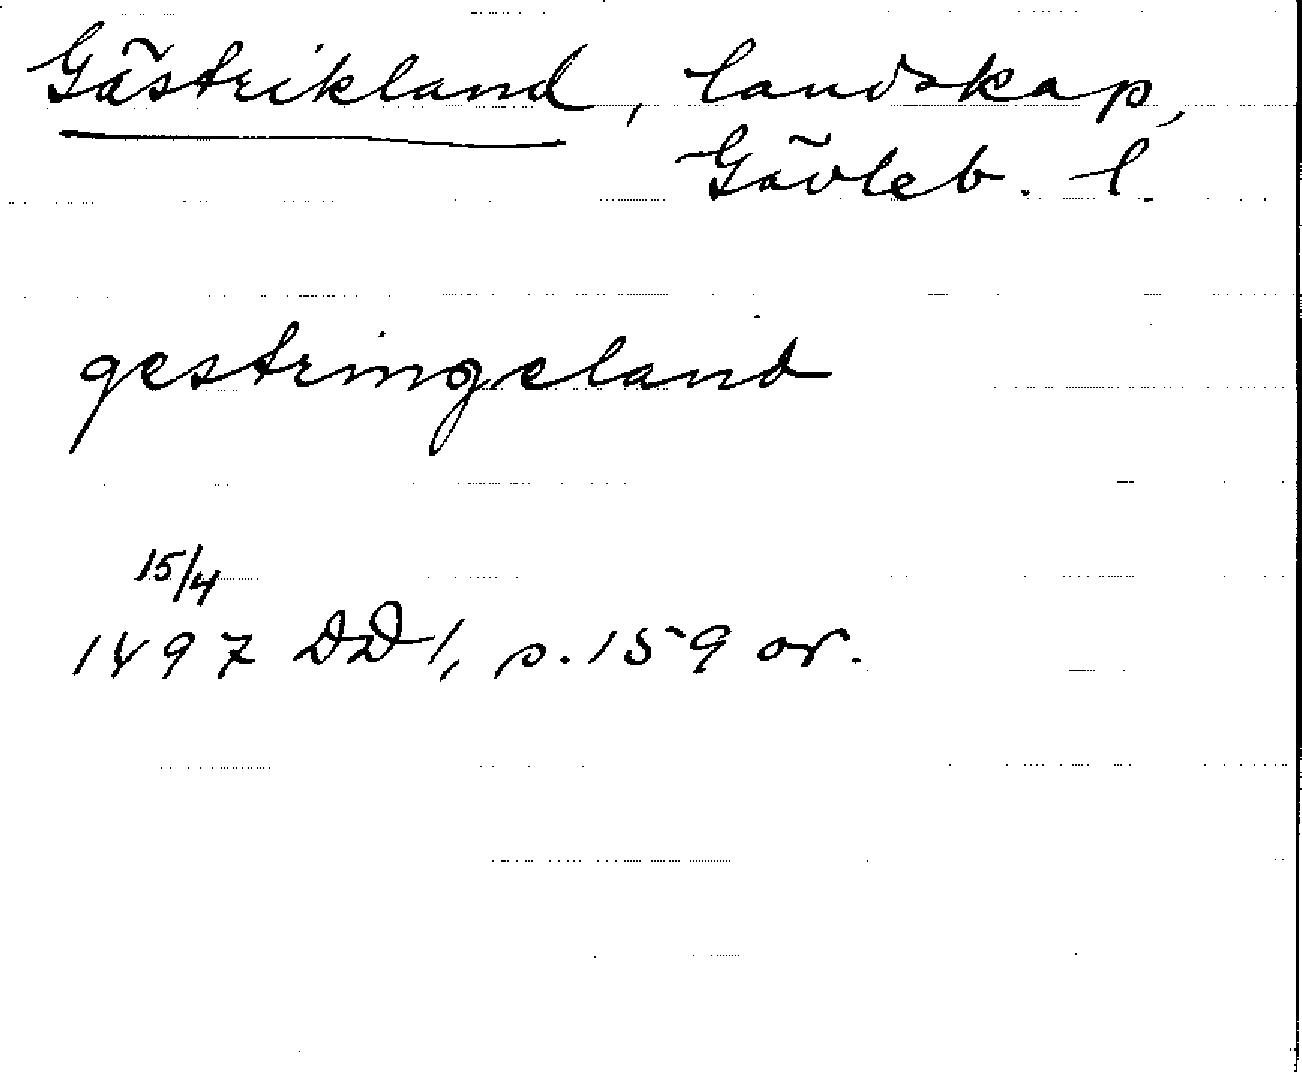 Gästrikland, landskap,
Gävleb. l.
gestringeland
15/4
1497 DD 1, s. 159 or.